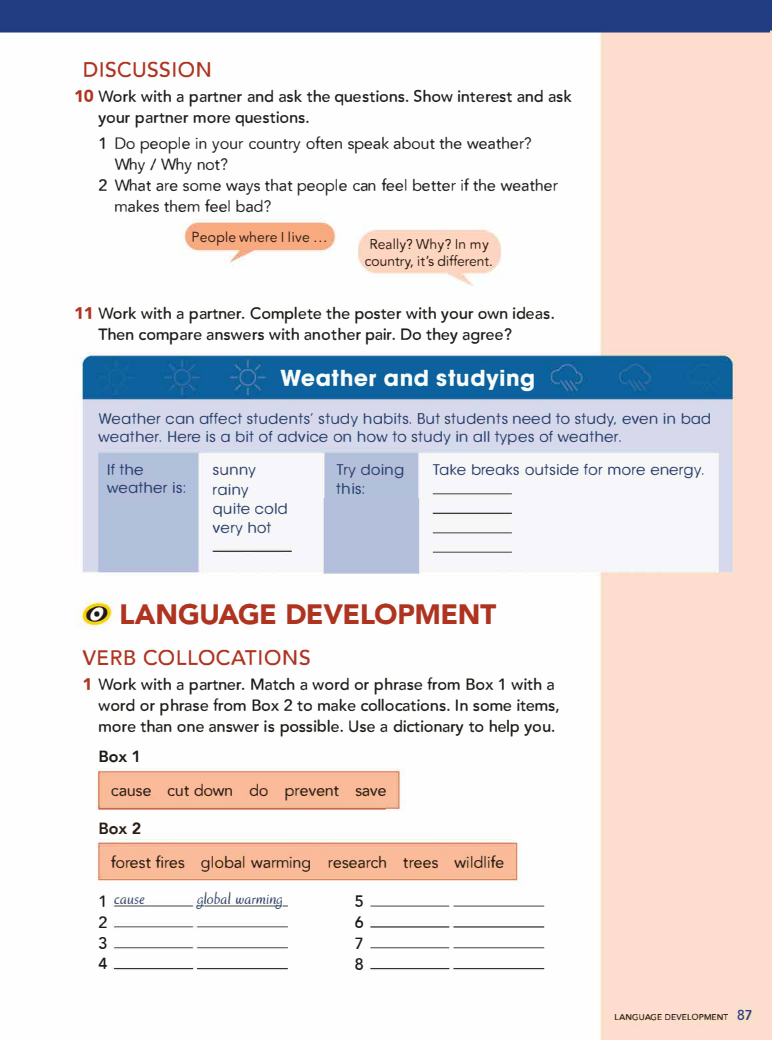 DISCUSSION
10 Work with a partner and ask the questions. Show interest and ask
your partner more questions.
1 Do people in your country often speak about the weather?
Why / Why not?
2 What are some ways that people can feel better if the weather
makes them feel bad?
People where I live ...
Really? Why? In my
country, it's different.
11 Work with a partner. Complete the poster with your own ideas.
Then compare answers with another pair. Do they agree?
Weather and studying
Weather can affect students' study habits. But students need to study, even in bad
weather. Here is a bit of advice on how to study in all types of weather.
If the
weather is:
sunny
rainy
quite cold
very hot
Try doing
this:
Take breaks outside for more energy.
LANGUAGE DEVELOPMENT
VERB COLLOCATIONS
1 Work with a partner. Match a word or phrase from Box 1 with a
word or phrase from Box 2 to make collocations. In some items,
more than one answer is possible. Use a dictionary to help you.
Box 1
cause cut down do prevent save
Box 2
forest fires global warming research trees wildlife
1 cause global warming
2
3
4
5
6
7
8
LANGUAGE DEVELOPMENT 87